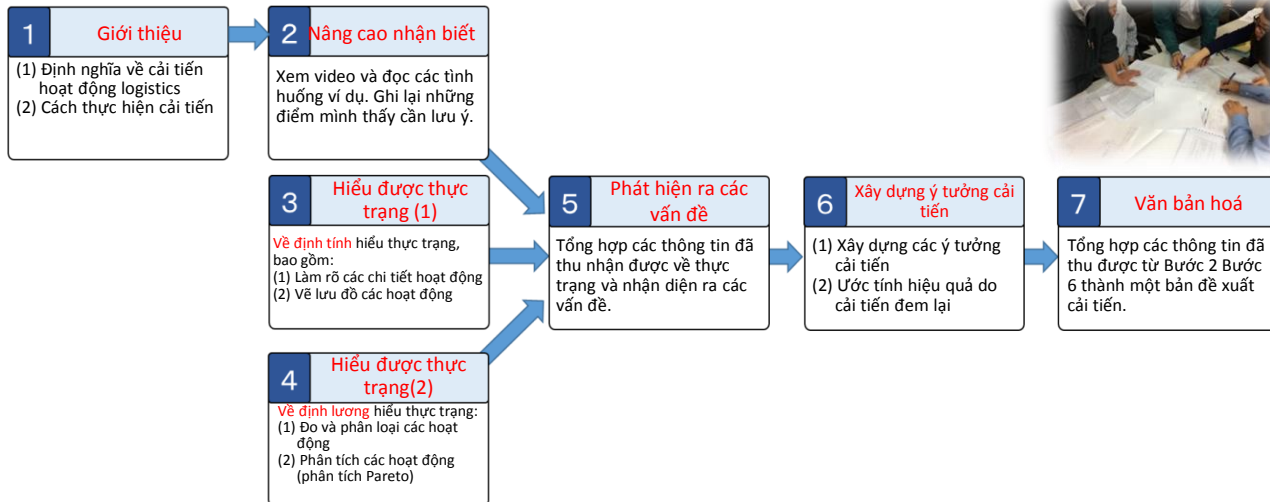 1
Giới thiệu
(1) Định nghĩa về cải tiến
hoạt động logistics
(2) Cách thực hiện cải tiến
2
Nâng cao nhận biết
Xem video và đọc các tình
huống ví dụ. Ghi lại những
điểm mình thấy cần lưu ý.
3
Hiểu được thực
trạng (1)
Về định tính hiểu thực trạng,
bao gồm:
(1) Làm rõ các chi tiết hoạt động
(2) Vẽ lưu đồ các hoạt động
4
Hiểu được thực
trạng(2)
Về định lương hiểu thực trạng:
(1) Đo và phân loại các hoạt
động
(2) Phân tích các hoạt động
(phân tích Pareto)
5
Phát hiện ra các
vấn đề
Tổng hợp các thông tin đã
thu nhận được về thực
trạng và nhận diện ra các
vấn đề.
6
Xây dựng ý tưởng cải
tiến
(1) Xây dựng các ý tưởng
cải tiến
(2) Ước tính hiệu quả do
cải tiến đem lại
7
Văn bản hoá
Tổng hợp các thông tin đã
thu được từ Bước 2 Bước
6 thành một bản đề xuất
cải tiến.